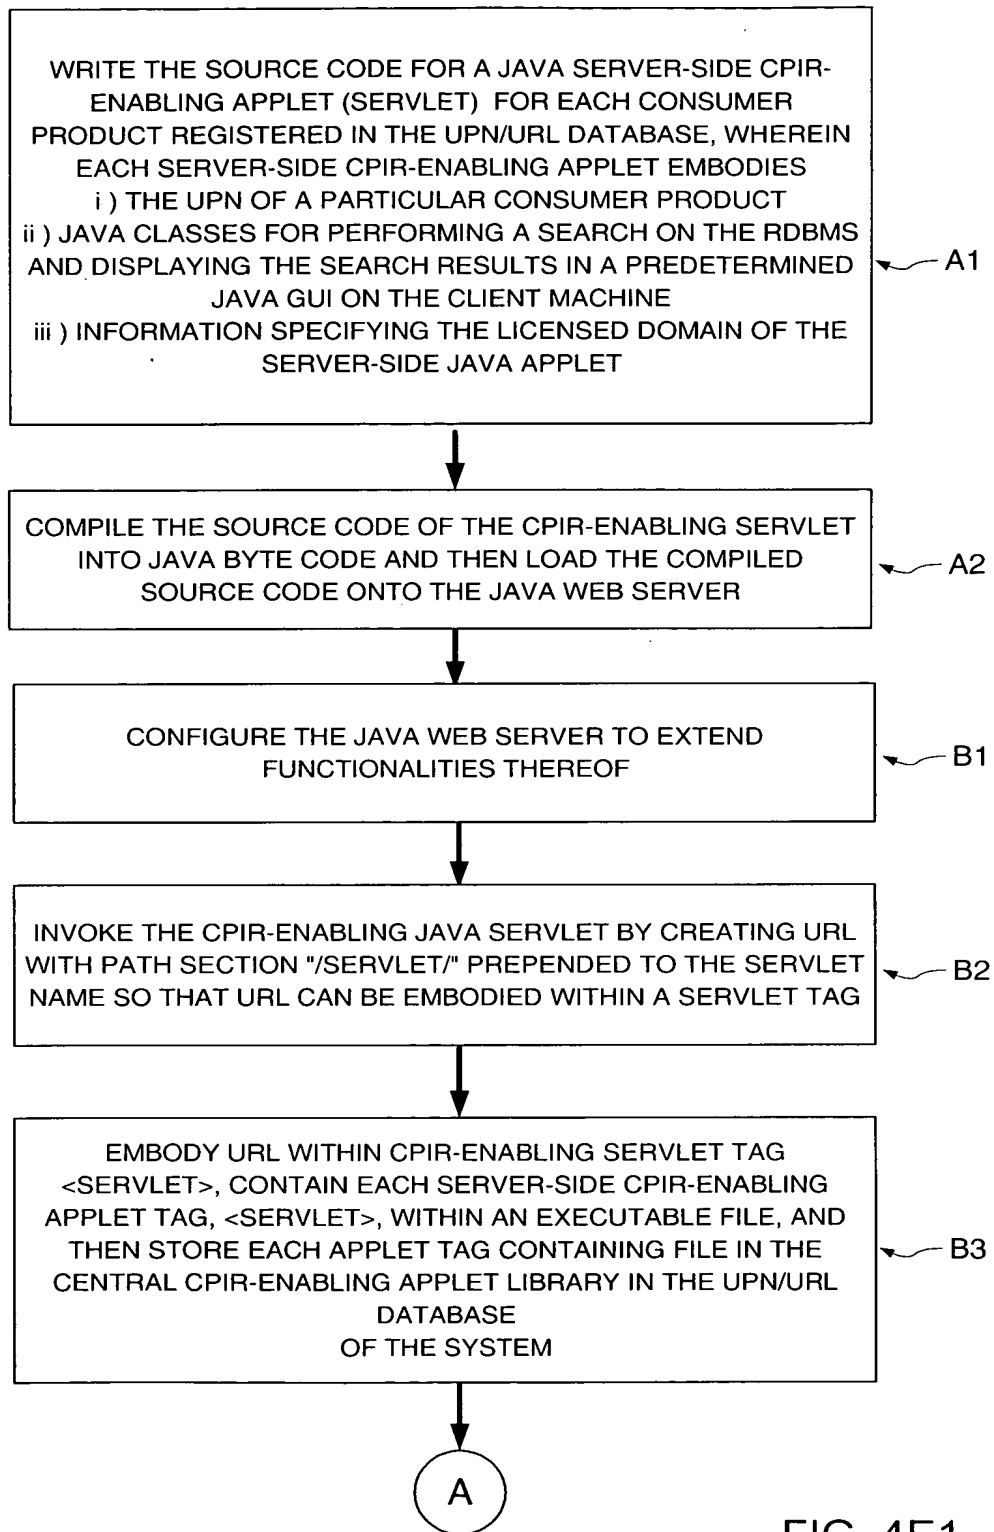 WRITE THE SOURCE CODE FOR A JAVA SERVER-SIDE CPIR-
ENABLING APPLET (SERVLET) FOR EACH CONSUMER
PRODUCT REGISTERED IN THE UPN/URL DATABASE, WHEREIN
EACH SERVER-SIDE CPIR-ENABLING APPLET EMBODIES
i ) THE UPN OF A PARTICULAR CONSUMER PRODUCT
ii ) JAVA CLASSES FOR PERFORMING A SEARCH ON THE RDBMS
AND DISPLAYING THE SEARCH RESULTS IN A PREDETERMINED
JAVA GUI ON THE CLIENT MACHINE
iii ) INFORMATION SPECIFYING THE LICENSED DOMAIN OF THE
SERVER-SIDE JAVA APPLET
A1
COMPILE THE SOURCE CODE OF THE CPIR-ENABLING SERVLET
INTO JAVA BYTE CODE AND THEN LOAD THE COMPILED
SOURCE CODE ONTO THE JAVA WEB SERVER
A2
CONFIGURE THE JAVA WEB SERVER TO EXTEND
FUNCTIONALITIES THEREOF
B1
INVOKE THE CPIR-ENABLING JAVA SERVLET BY CREATING URL
WITH PATH SECTION "/SERVLET/" PREPENDED TO THE SERVLET
NAME SO THAT URL CAN BE EMBODIED WITHIN A SERVLET TAG
B2
EMBODY URL WITHIN CPIR-ENABLING SERVLET TAG
<SERVLET>, CONTAIN EACH SERVER-SIDE CPIR-ENABLING
APPLET TAG, <SERVLET>, WITHIN AN EXECUTABLE FILE, AND
THEN STORE EACH APPLET TAG CONTAINING FILE IN THE
CENTRAL CPIR-ENABLING APPLET LIBRARY IN THE UPN/URL
DATABASE
OF THE SYSTEM
B3
A
FIG. 4E1